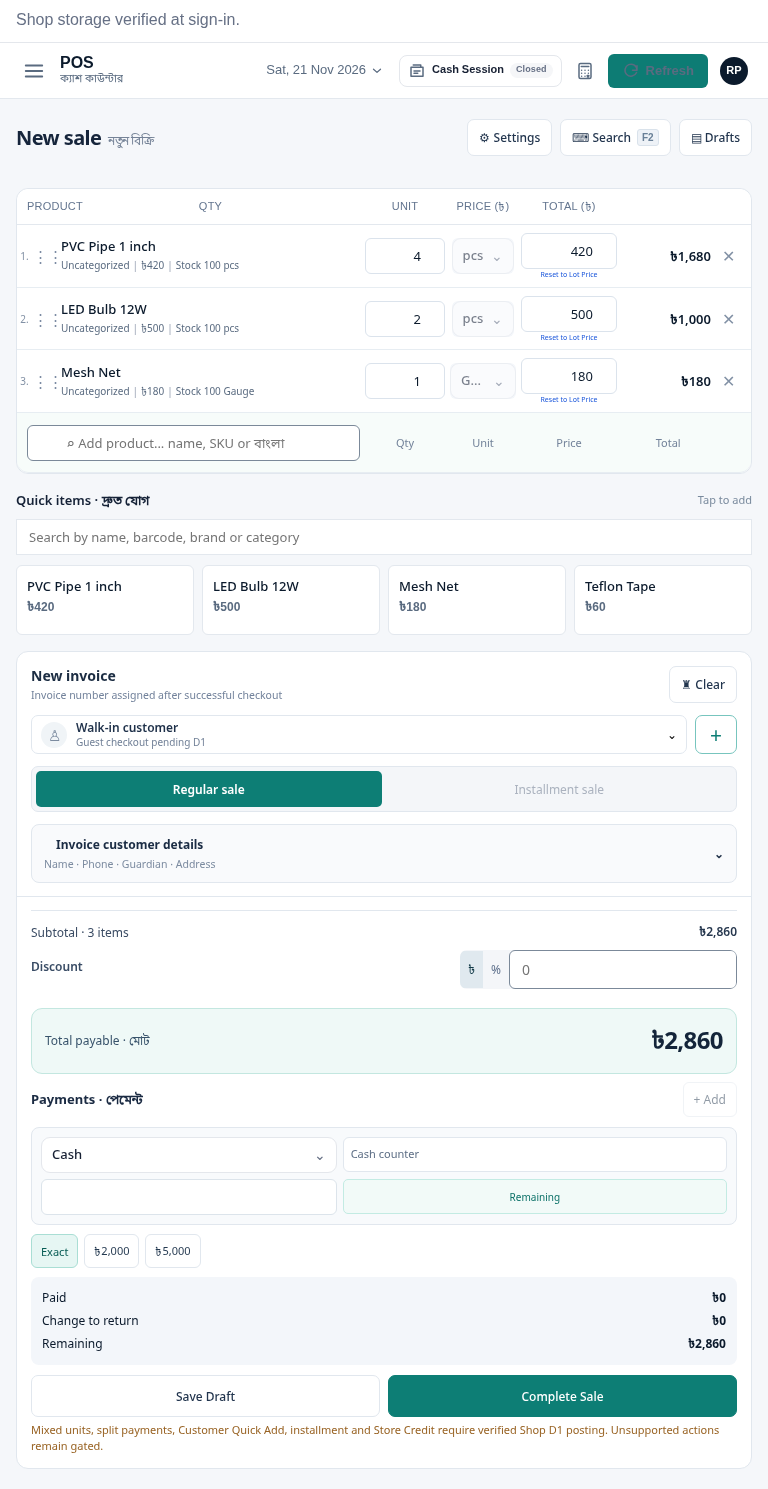 Shop storage verified at sign-in.
POS
ক্যাশ কাউন্টার
Sat, 21 Nov 2026
Cash Session Closed
Refresh
RP
New sale নতুন বিক্রি
Settings
Search F2
Drafts
PRODUCT QTY UNIT PRICE (৳) TOTAL (৳)
1. PVC Pipe 1 inch
Uncategorized | ৳420 | Stock 100 pcs
4 pcs 420 ৳1,680 ✕
Reset to Lot Price
2. LED Bulb 12W
Uncategorized | ৳500 | Stock 100 pcs
2 pcs 500 ৳1,000 ✕
Reset to Lot Price
3. Mesh Net
Uncategorized | ৳180 | Stock 100 Gauge
1 G... 180 ৳180 ✕
Reset to Lot Price
Add product... name, SKU or বাংলা Qty Unit Price Total
Quick items · দ্রুত যোগ Tap to add
Search by name, barcode, brand or category
PVC Pipe 1 inch
৳420
LED Bulb 12W
৳500
Mesh Net
৳180
Teflon Tape
৳60
New invoice
Invoice number assigned after successful checkout
Clear
Walk-in customer
Guest checkout pending D1
+
Regular sale Installment sale
Invoice customer details
Name · Phone · Guardian · Address
Subtotal · 3 items ৳2,860
Discount ৳ % 0
Total payable · মোট ৳2,860
Payments · পেমেন্ট + Add
Cash Cash counter
Remaining
Exact ৳2,000 ৳5,000
Paid ৳0
Change to return ৳0
Remaining ৳2,860
Save Draft Complete Sale
Mixed units, split payments, Customer Quick Add, installment and Store Credit require verified Shop D1 posting. Unsupported actions
remain gated.